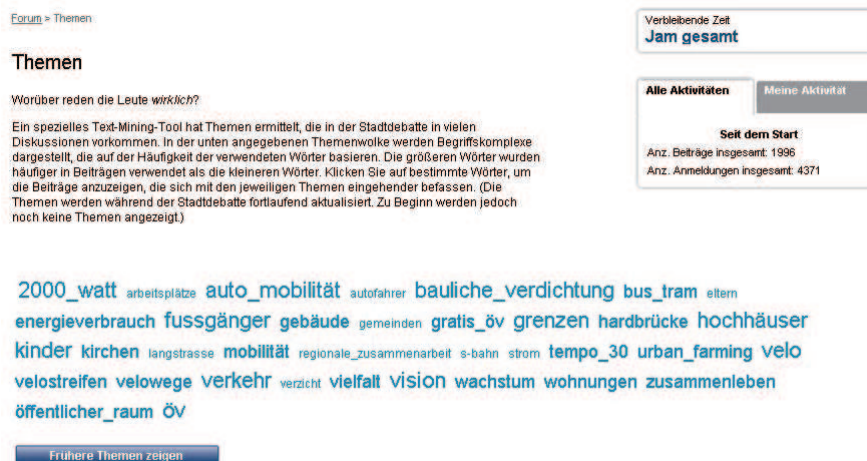 Forum > Themen
Themen
Worüber reden die Leute wirklich?
Ein spezielles Text-Mining-Tool hat Themen ermittelt, die in der Stadtdebatte in vielen
Diskussionen vorkommen. In der unten angegebenen Themenwolke werden Begriffskomplexe
dargestellt, die auf der Häufigkeit der verwendeten Wörter basieren. Die größeren Wörter wurden
häufiger in Beiträgen verwendet als die kleineren Wörter. Klicken Sie auf bestimmte Wörter, um
die Beiträge anzuzeigen, die sich mit den jeweiligen Themen eingehender befassen. (Die
Themen werden während der Stadtdebatte fortlaufend aktualisiert. Zu Beginn werden jedoch
noch keine Themen angezeigt.)
Verbleibende Zeit
Jam gesamt
Alle Aktivitäten Meine Aktivität
Seit dem Start
Anz. Beiträge insgesamt: 1996
Anz. Anmeldungen insgesamt: 4371
2000_watt arbeitsplätze auto_mobilität autofahrer bauliche_verdichtung bus_tram eltern
energieverbrauch fussgänger gebäude gemeinden gratis_öv grenzen hardbrücke hochhäuser
kinder kirchen langstrasse mobilität regionale_zusammenarbeit s-bahn strom tempo_30 urban_farming velo
velostreifen velowege verkehr verzicht vielfalt vision wachstum wohnungen zusammenleben
öffentlicher_raum öv
Frühere Themen zeigen